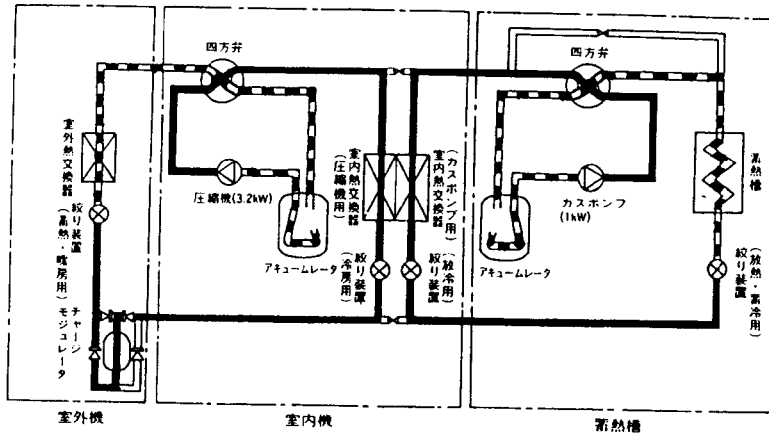 四方弁
四方弁
室外熱交換器
絞り装置
(蓄熱・暖房用)
チャージ
モジュレータ
圧縮機(3.2kW)
アキュームレータ
室内熱交換器
(圧縮機用)
絞り装置
(冷房用)
室内熱交換器
(ガスポンプ用)
絞り装置
(放冷用)
アキュームレータ
ガスポンプ
(1kW)
蓄熱槽
絞り装置
(放熱・蓄冷用)
室外機
室内機
蓄熱槽